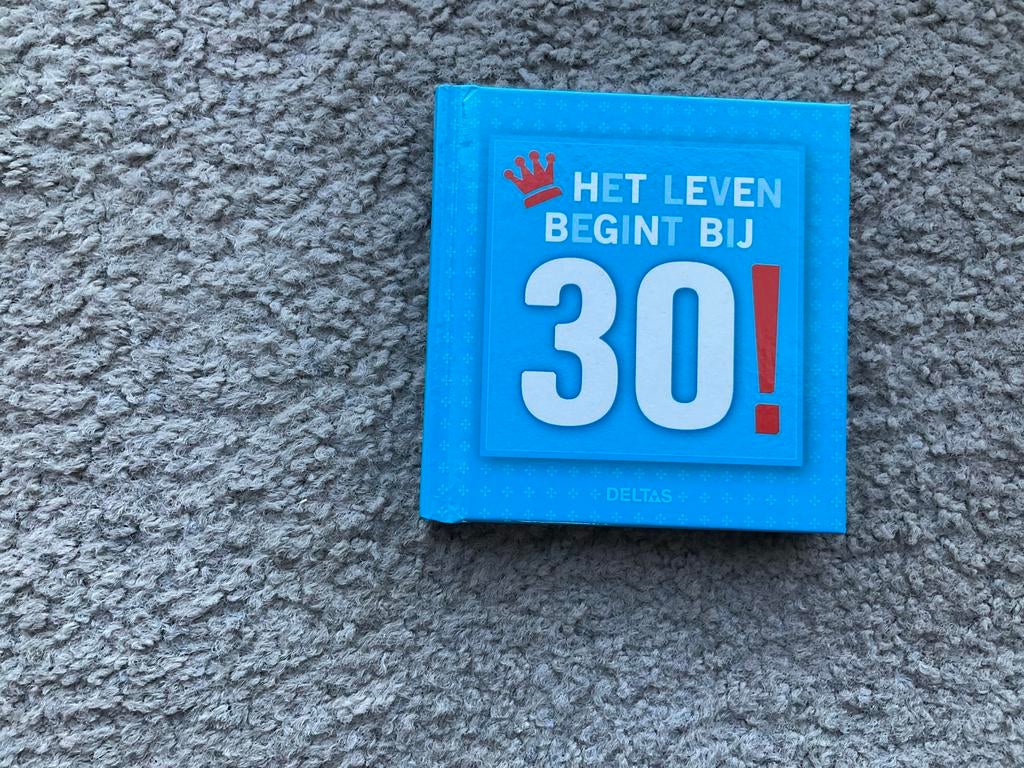 HET LEVEN
BEGINT BIJ
30!
DELTAS